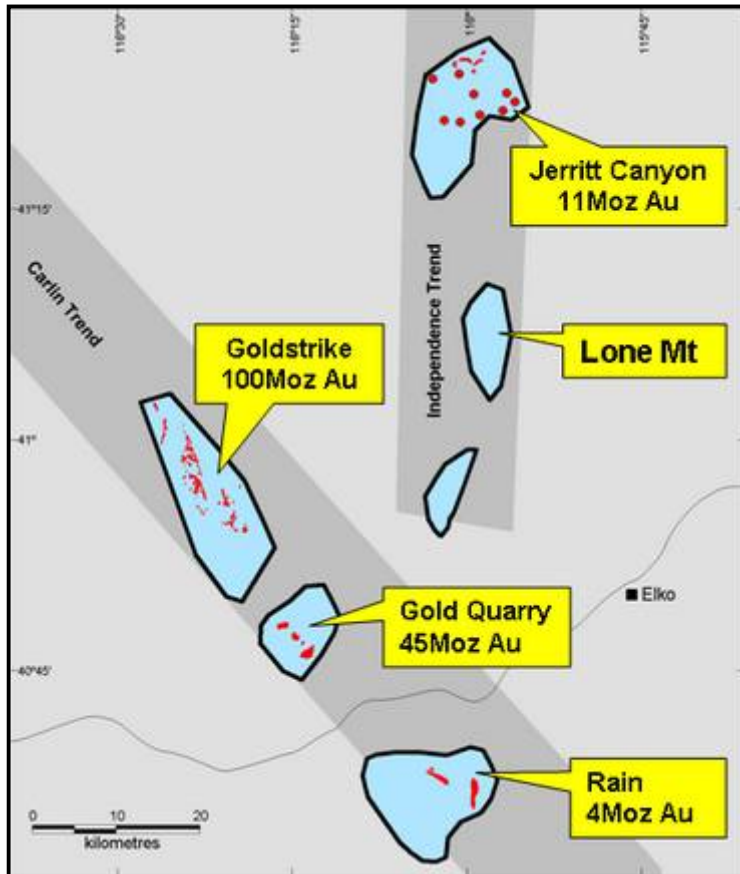 116°30'
116°15'
116°
115°45'
Jerritt Canyon
11Moz Au
41°15'
Carlin Trend
Independence Trend
Lone Mt
Goldstrike
100Moz Au
41°
Elko
Gold Quarry
45Moz Au
40°45'
Rain
4Moz Au
0 10 20
kilometres